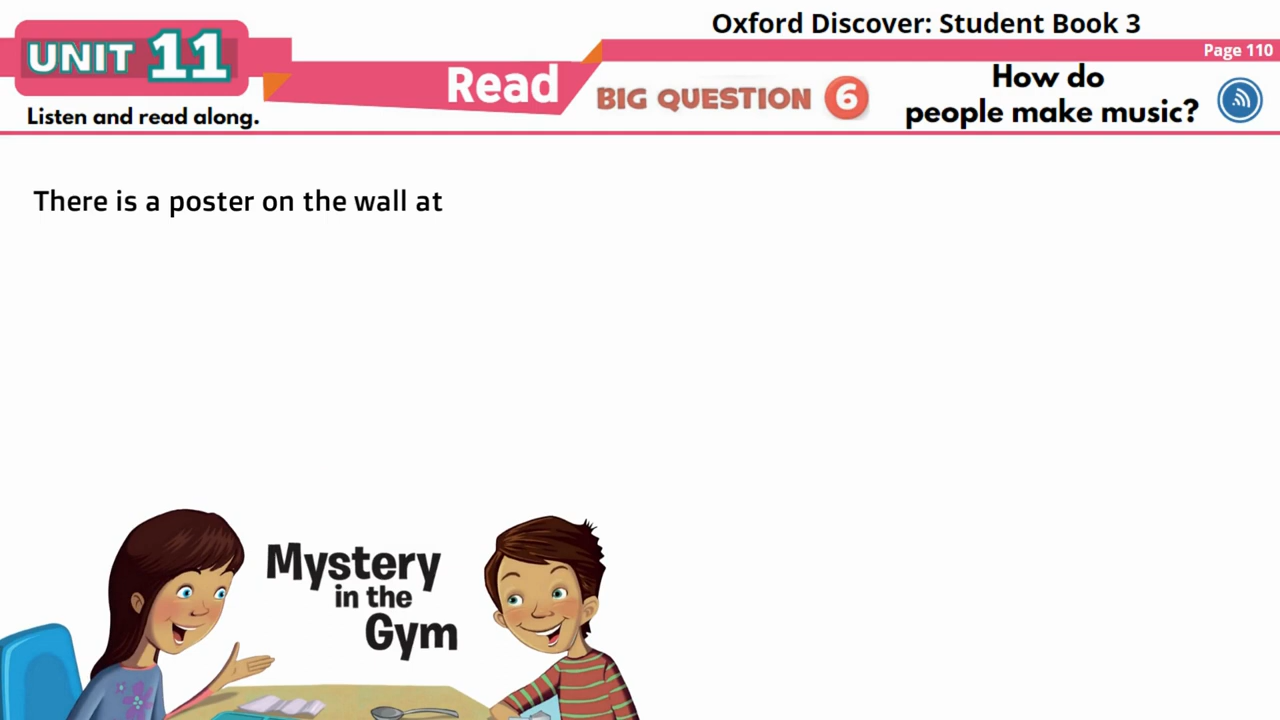 Oxford Discover: Student Book 3
UNIT 11
Page 110
Read
BIG QUESTION 6
How do
people make music?
Listen and read along.
There is a poster on the wall at
Mystery
in the
Gym